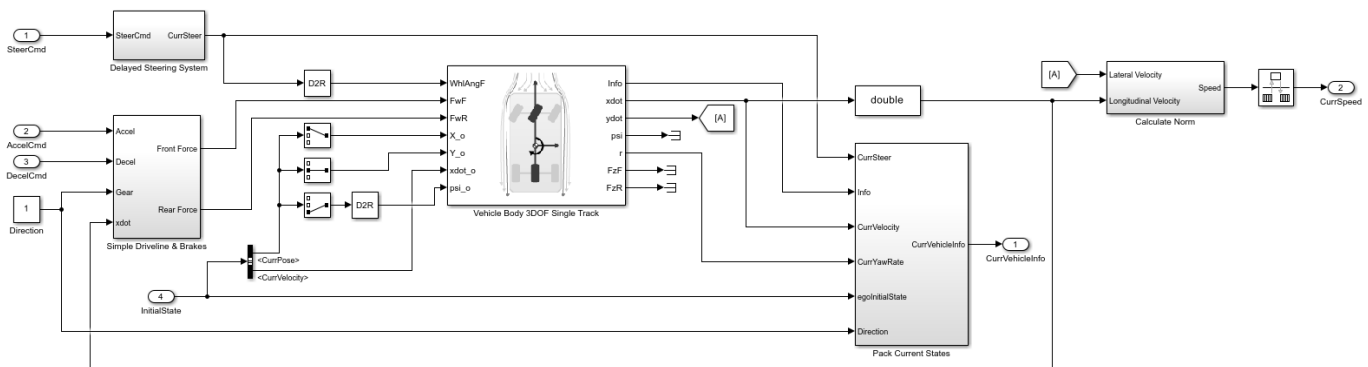 1
SteerCmd
SteerCmd
CurrSteer
Delayed Steering System
D2R
2
AccelCmd
3
DecelCmd
1
Direction
Accel
Decel
Gear
xdot
Front Force
Rear Force
Simple Driveline & Brakes
D2R
<CurrPose>
<CurrVelocity>
4
InitialState
WhlAngF
FwF
FwR
X_o
Y_o
xdot_o
psi_o
Info
xdot
ydot
psi
r
FzF
FzR
Vehicle Body 3DOF Single Track
[A]
double
CurrSteer
Info
CurrVelocity
CurrYawRate
egoInitialState
Direction
CurrVehicleInfo
Pack Current States
1
CurrVehicleInfo
[A]
Lateral Velocity
Longitudinal Velocity
Speed
Calculate Norm
2
CurrSpeed